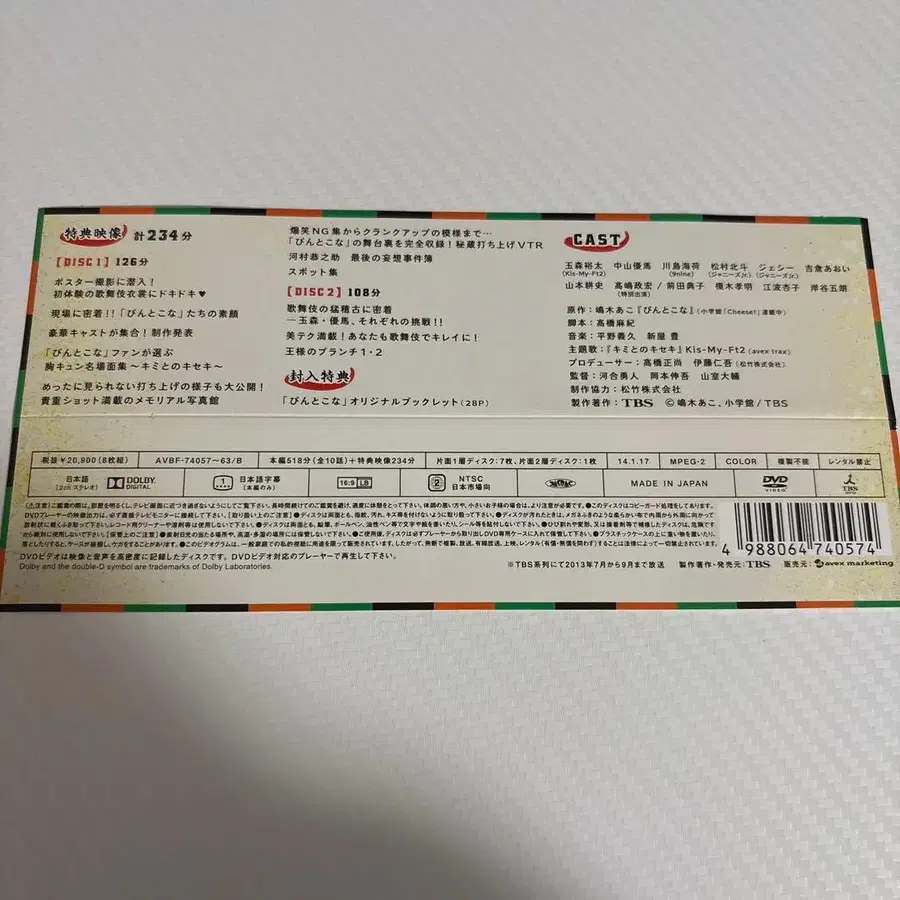 特典映像 計234分
【DISC 1】126分
ポスター撮影に潜入!
初体験の歌舞伎衣裳にドキドキ♥
現場に密着!!「ぴんとこな」たちの素顔
豪華キャストが集合!制作発表
「ぴんとこな」ファンが選ぶ
胸キュン名場面集〜キミとのキセキ〜
めったに見られない打ち上げの様子も大公開!
貴重ショット満載のメモリアル写真館
爆笑NG集からクランクアップの模様まで…
「ぴんとこな」の舞台裏を完全収録!秘蔵打ち上げVTR
河村恭之助 最後の妄想事件簿
スポット集
【DISC 2】108分
歌舞伎の猛稽古に密着
―玉森・優馬、それぞれの挑戦!!
美テク満載!あなたも歌舞伎でキレイに!
王様のブランチ1・2
封入特典
「ぴんとこな」オリジナルブックレット(28P)
CAST
玉森裕太 中山優馬 川島海荷 松村北斗 ジェシー 吉倉あおい
(Kis-My-Ft2) (9nine) (ジャニーズJr.) (ジャニーズJr.)
山本耕史 高嶋政宏/前田典子 榎木孝明 江波杏子 岸谷五朗
(特別出演)
原作:嶋木あこ『ぴんとこな』(小学館「Cheese!」連載中)
脚本:高橋麻紀
音楽:平野義久 新屋 豊
主題歌:『キミとのキセキ』Kis-My-Ft2(avex trax)
プロデューサー:高橋正尚 伊藤仁吾(松竹株式会社)
監督:河合勇人 岡本伸吾 山室大輔
制作協力:松竹株式会社
製作著作:TBS ©嶋木あこ、小学館/TBS
税抜¥20,900(8枚組) AVBF-74057~63/B 本編518分(全10話)+特典映像234分 片面1層ディスク:7枚、片面2層ディスク:1枚 14.1.17 MPEG-2 COLOR 複製不能 レンタル禁止
日本語 [2chステレオ] DOLBY DIGITAL 1 日本語字幕 (本編のみ) 16:9 LB 2 NTSC 日本市場向 MADE IN JAPAN DVD VIDEO TBS
DVDビデオは映像と音声を高密度に記録したディスクです。DVDビデオ対応のプレーヤーで再生して下さい。
Dolby and the double-D symbol are trademarks of Dolby Laboratories.
4 988064 740574
※TBS系列にて2013年7月から9月まで放送 製作著作・発売元:TBS 販売元:avex marketing